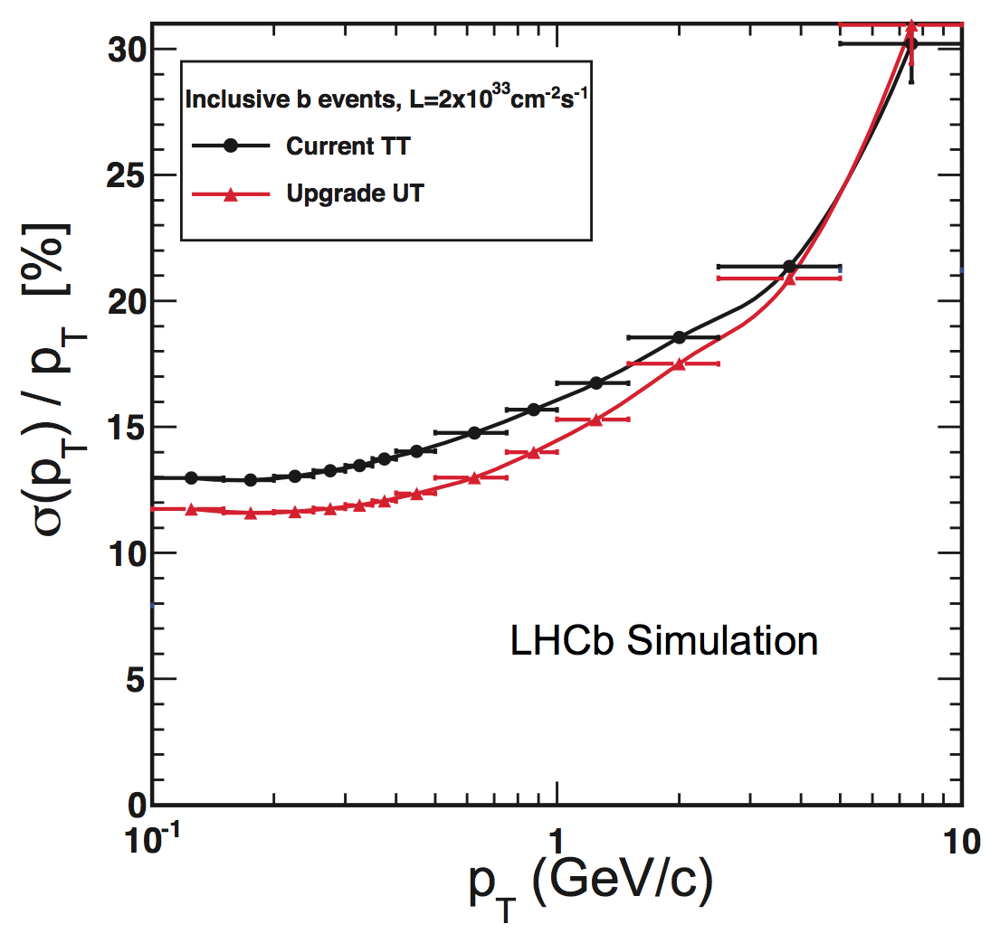 30
25
20
15
10
5
0
σ(p_T) / p_T [%]
Inclusive b events, L=2x10³³cm⁻²s⁻¹
Current TT
Upgrade UT
LHCb Simulation
10⁻¹
1
10
p_T (GeV/c)